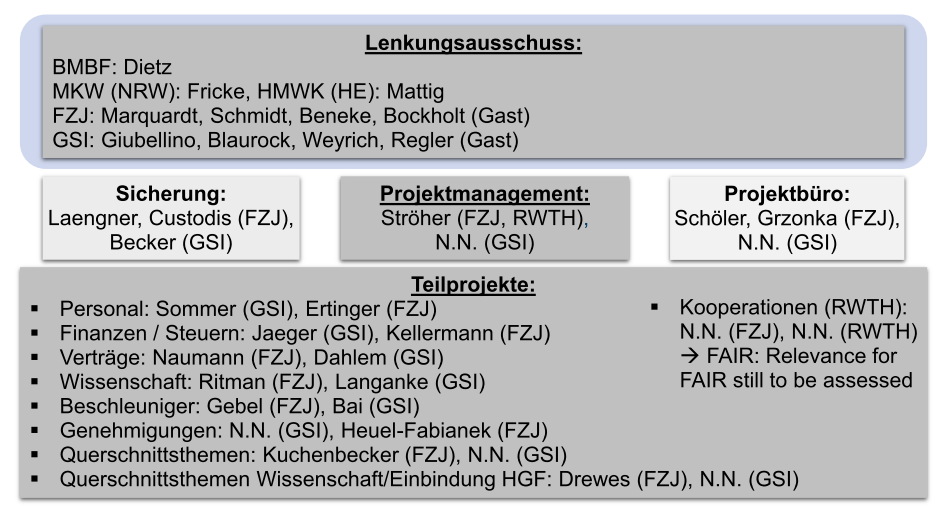 Lenkungsausschuss:
BMBF: Dietz
MKW (NRW): Fricke, HMWK (HE): Mattig
FZJ: Marquardt, Schmidt, Beneke, Bockholt (Gast)
GSI: Giubellino, Blaurock, Weyrich, Regler (Gast)
Sicherung:
Laengner, Custodis (FZJ),
Becker (GSI)
Projektmanagement:
Ströher (FZJ, RWTH),
N.N. (GSI)
Projektbüro:
Schöler, Grzonka (FZJ),
N.N. (GSI)
Teilprojekte:
▪ Personal: Sommer (GSI), Ertinger (FZJ)
▪ Finanzen / Steuern: Jaeger (GSI), Kellermann (FZJ)
▪ Verträge: Naumann (FZJ), Dahlem (GSI)
▪ Wissenschaft: Ritman (FZJ), Langanke (GSI)
▪ Beschleuniger: Gebel (FZJ), Bai (GSI)
▪ Genehmigungen: N.N. (GSI), Heuel-Fabianek (FZJ)
▪ Querschnittsthemen: Kuchenbecker (FZJ), N.N. (GSI)
▪ Querschnittsthemen Wissenschaft/Einbindung HGF: Drewes (FZJ), N.N. (GSI)
▪ Kooperationen (RWTH):
N.N. (FZJ), N.N. (RWTH)
→ FAIR: Relevance for
FAIR still to be assessed